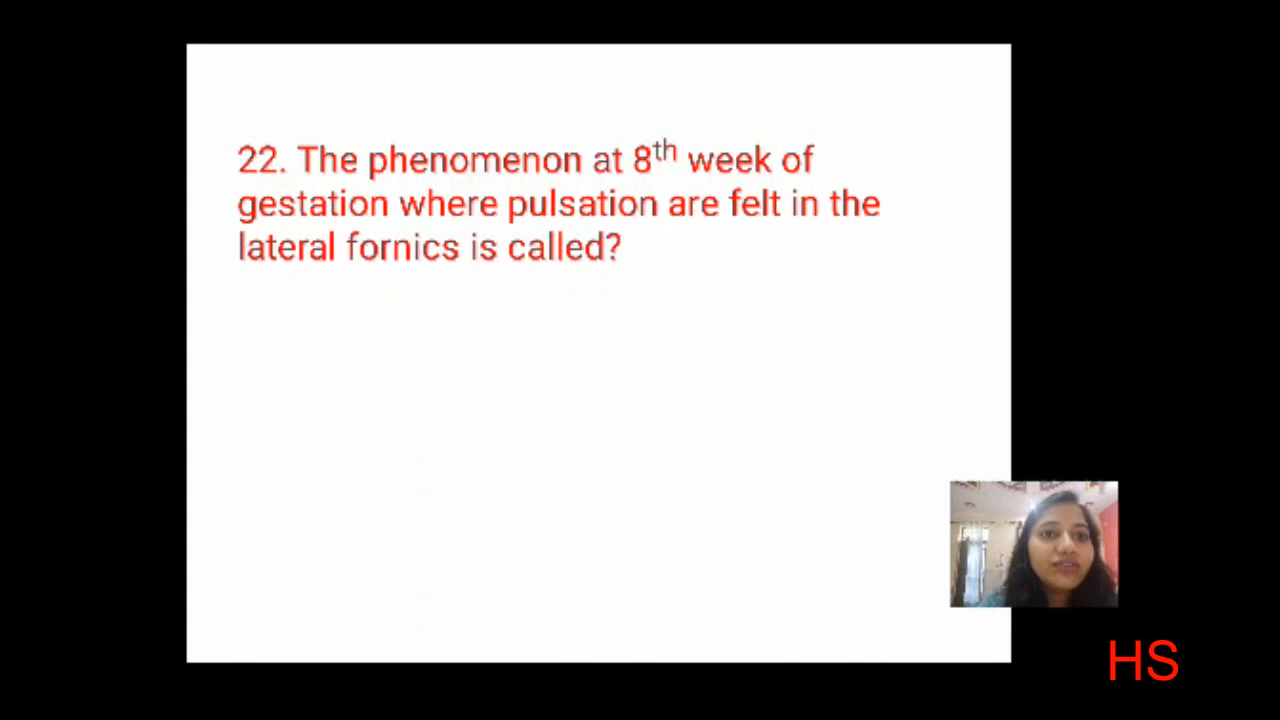 22. The phenomenon at 8th week of
gestation where pulsation are felt in the
lateral fornics is called?
HS